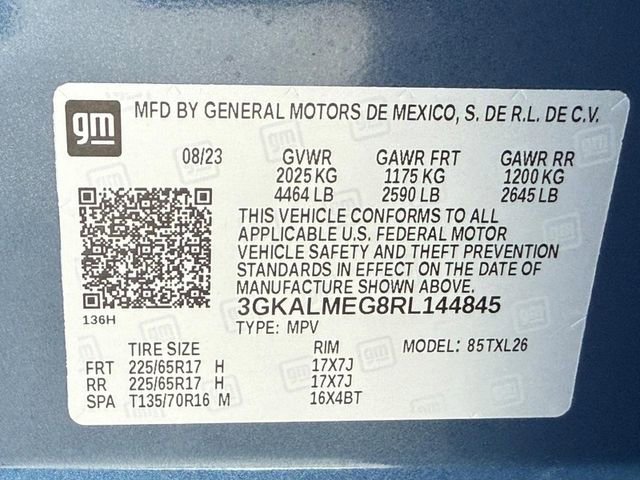 gm
MFD BY GENERAL MOTORS DE MEXICO, S. DE R.L. DE C.V.
08/23 GVWR GAWR FRT GAWR RR
2025 KG 1175 KG 1200 KG
4464 LB 2590 LB 2645 LB
THIS VEHICLE CONFORMS TO ALL
APPLICABLE U.S. FEDERAL MOTOR
VEHICLE SAFETY AND THEFT PREVENTION
STANDARDS IN EFFECT ON THE DATE OF
MANUFACTURE SHOWN ABOVE.
136H
3GKALMEG8RL144845
TYPE: MPV
TIRE SIZE RIM MODEL: 85TXL26
FRT 225/65R17 H 17X7J
RR 225/65R17 H 17X7J
SPA T135/70R16 M 16X4BT